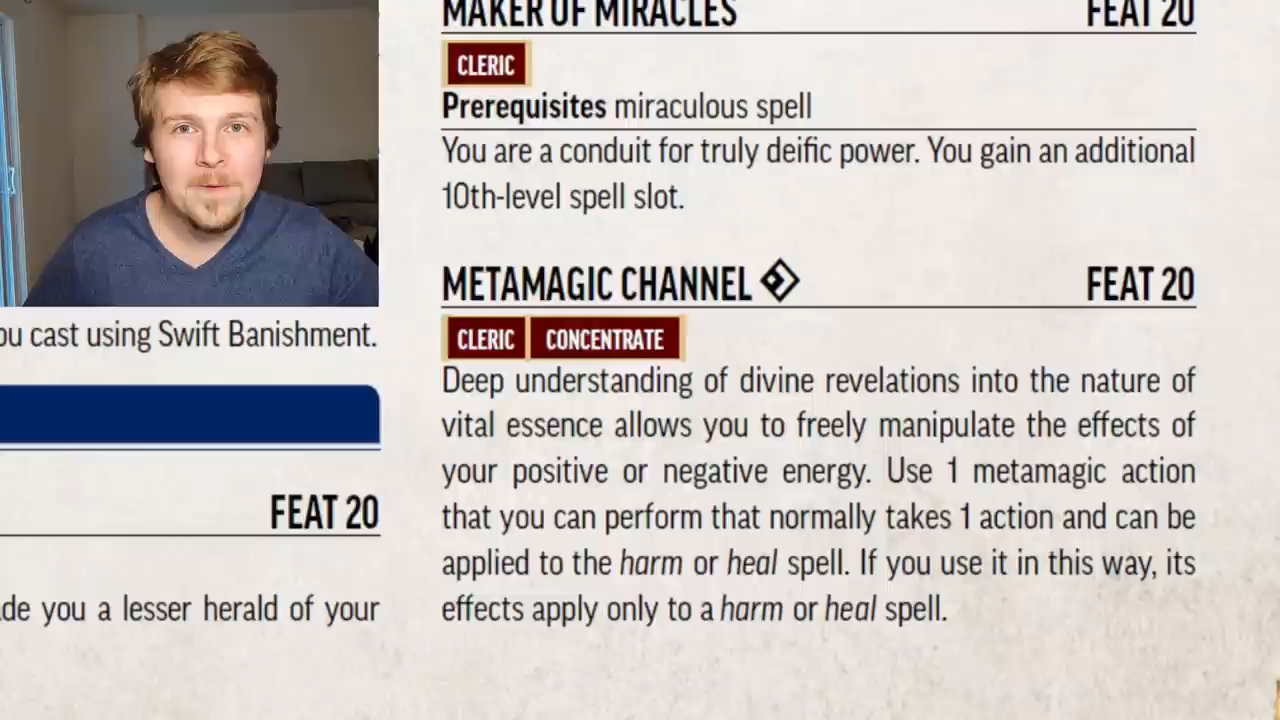 ou cast using Swift Banishment.
FEAT 20
de you a lesser herald of your
MAKER OF MIRACLES FEAT 20
CLERIC
Prerequisites miraculous spell
You are a conduit for truly deific power. You gain an additional
10th-level spell slot.
METAMAGIC CHANNEL FEAT 20
CLERIC CONCENTRATE
Deep understanding of divine revelations into the nature of
vital essence allows you to freely manipulate the effects of
your positive or negative energy. Use 1 metamagic action
that you can perform that normally takes 1 action and can be
applied to the harm or heal spell. If you use it in this way, its
effects apply only to a harm or heal spell.